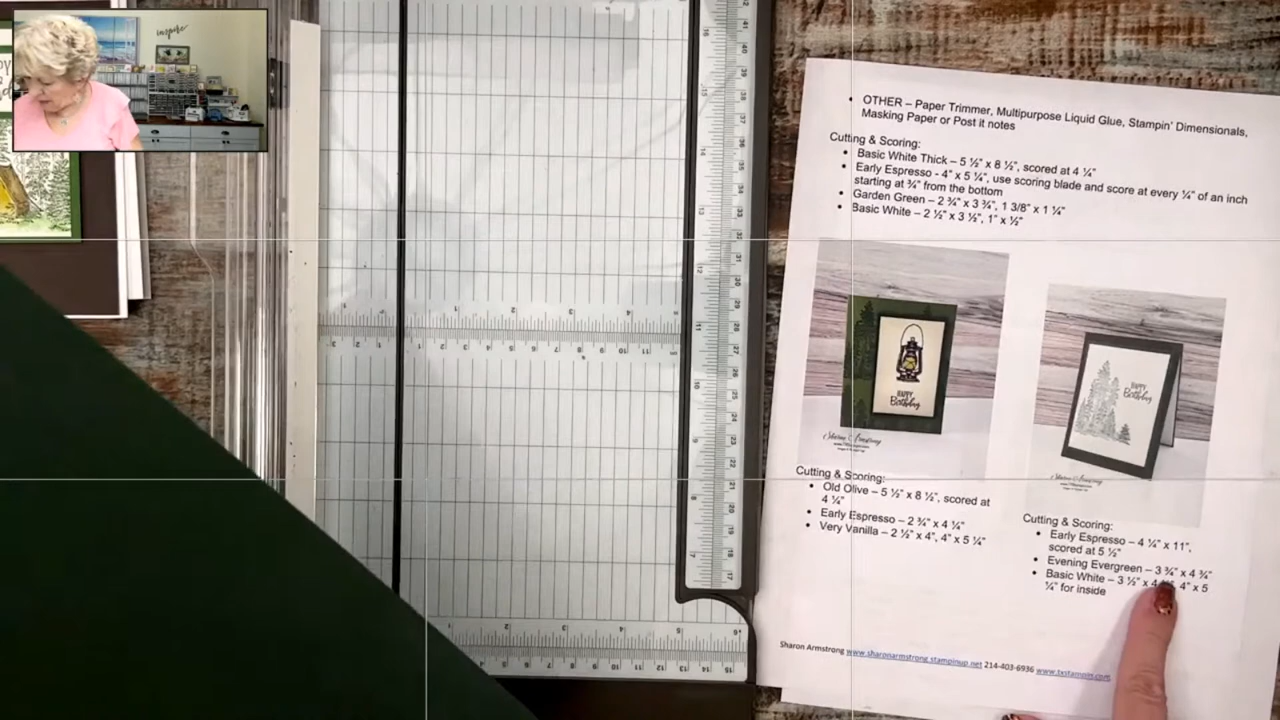 inspire
OTHER – Paper Trimmer, Multipurpose Liquid Glue, Stampin' Dimensionals,
Masking Paper or Post it notes
Cutting & Scoring:
Basic White Thick – 5 ½" x 8 ½", scored at 4 ¼"
Early Espresso - 4" x 5 ¼", use scoring blade and score at every ¼" of an inch
starting at ¾" from the bottom
Garden Green – 2 ¾" x 3 ¾", 1 3/8" x 1 ¼"
Basic White – 2 ½" x 3 ½", 1" x ½"
HAPPY
Birthday
HAPPY
Birthday
Sharon Armstrong
Cutting & Scoring:
Old Olive – 5 ½" x 8 ½", scored at
4 ¼"
Early Espresso – 2 ¾" x 4 ¼"
Very Vanilla – 2 ½" x 4", 4" x 5 ¼"
Sharon Armstrong
Cutting & Scoring:
Early Espresso – 4 ¼" x 11",
scored at 5 ½"
Evening Evergreen – 3 ¾" x 4 ¾"
Basic White – 3 ½" x 4 4" x 5
¼" for inside
Sharon Armstrong www.sharonarmstrong.stampinup.net 214-403-6936 www.txstampin.com